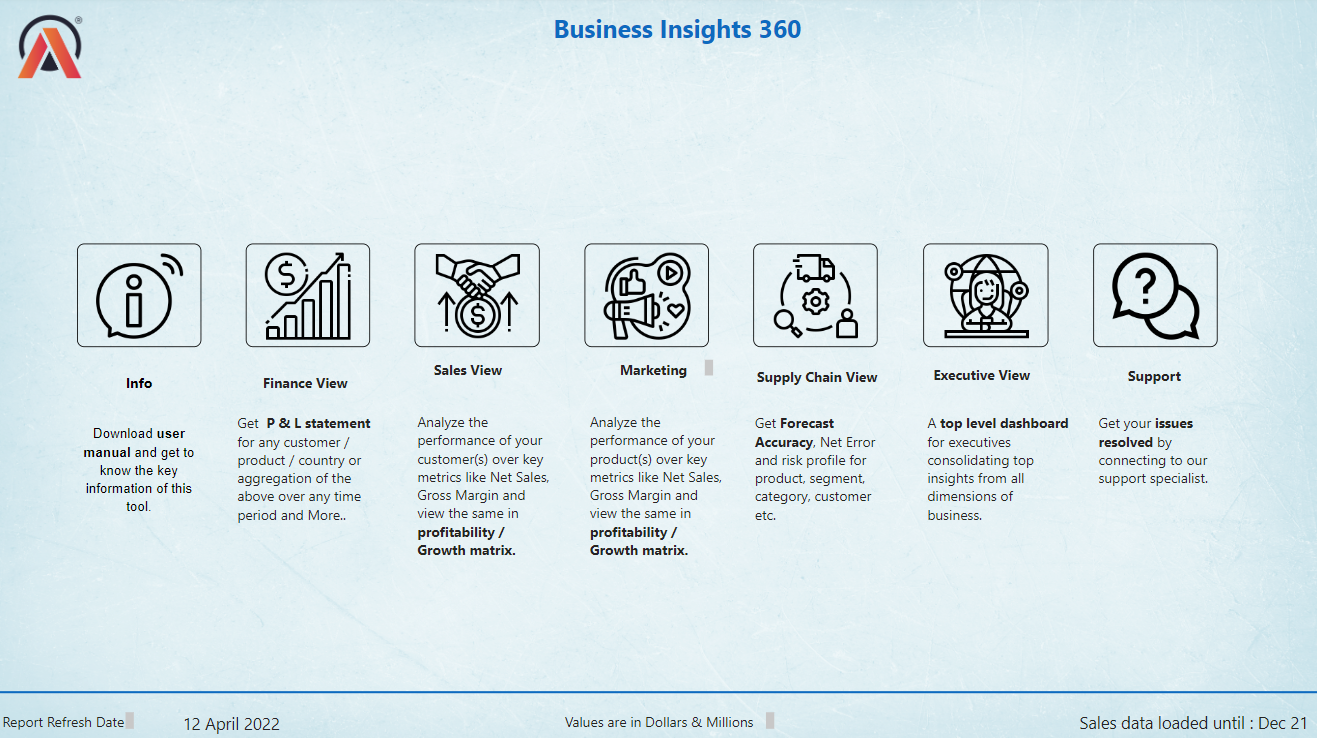 ®
Business Insights 360
Info
Download user
manual and get to
know the key
information of this
tool.
Finance View
Get P & L statement
for any customer /
product / country or
aggregation of the
above over any time
period and More..
Sales View
Analyze the
performance of your
customer(s) over key
metrics like Net Sales,
Gross Margin and
view the same in
profitability /
Growth matrix.
Marketing
Analyze the
performance of your
product(s) over key
metrics like Net Sales,
Gross Margin and
view the same in
profitability /
Growth matrix.
Supply Chain View
Get Forecast
Accuracy, Net Error
and risk profile for
product, segment,
category, customer
etc.
Executive View
A top level dashboard
for executives
consolidating top
insights from all
dimensions of
business.
Support
Get your issues
resolved by
connecting to our
support specialist.
Report Refresh Date
12 April 2022
Values are in Dollars & Millions
Sales data loaded until : Dec 21